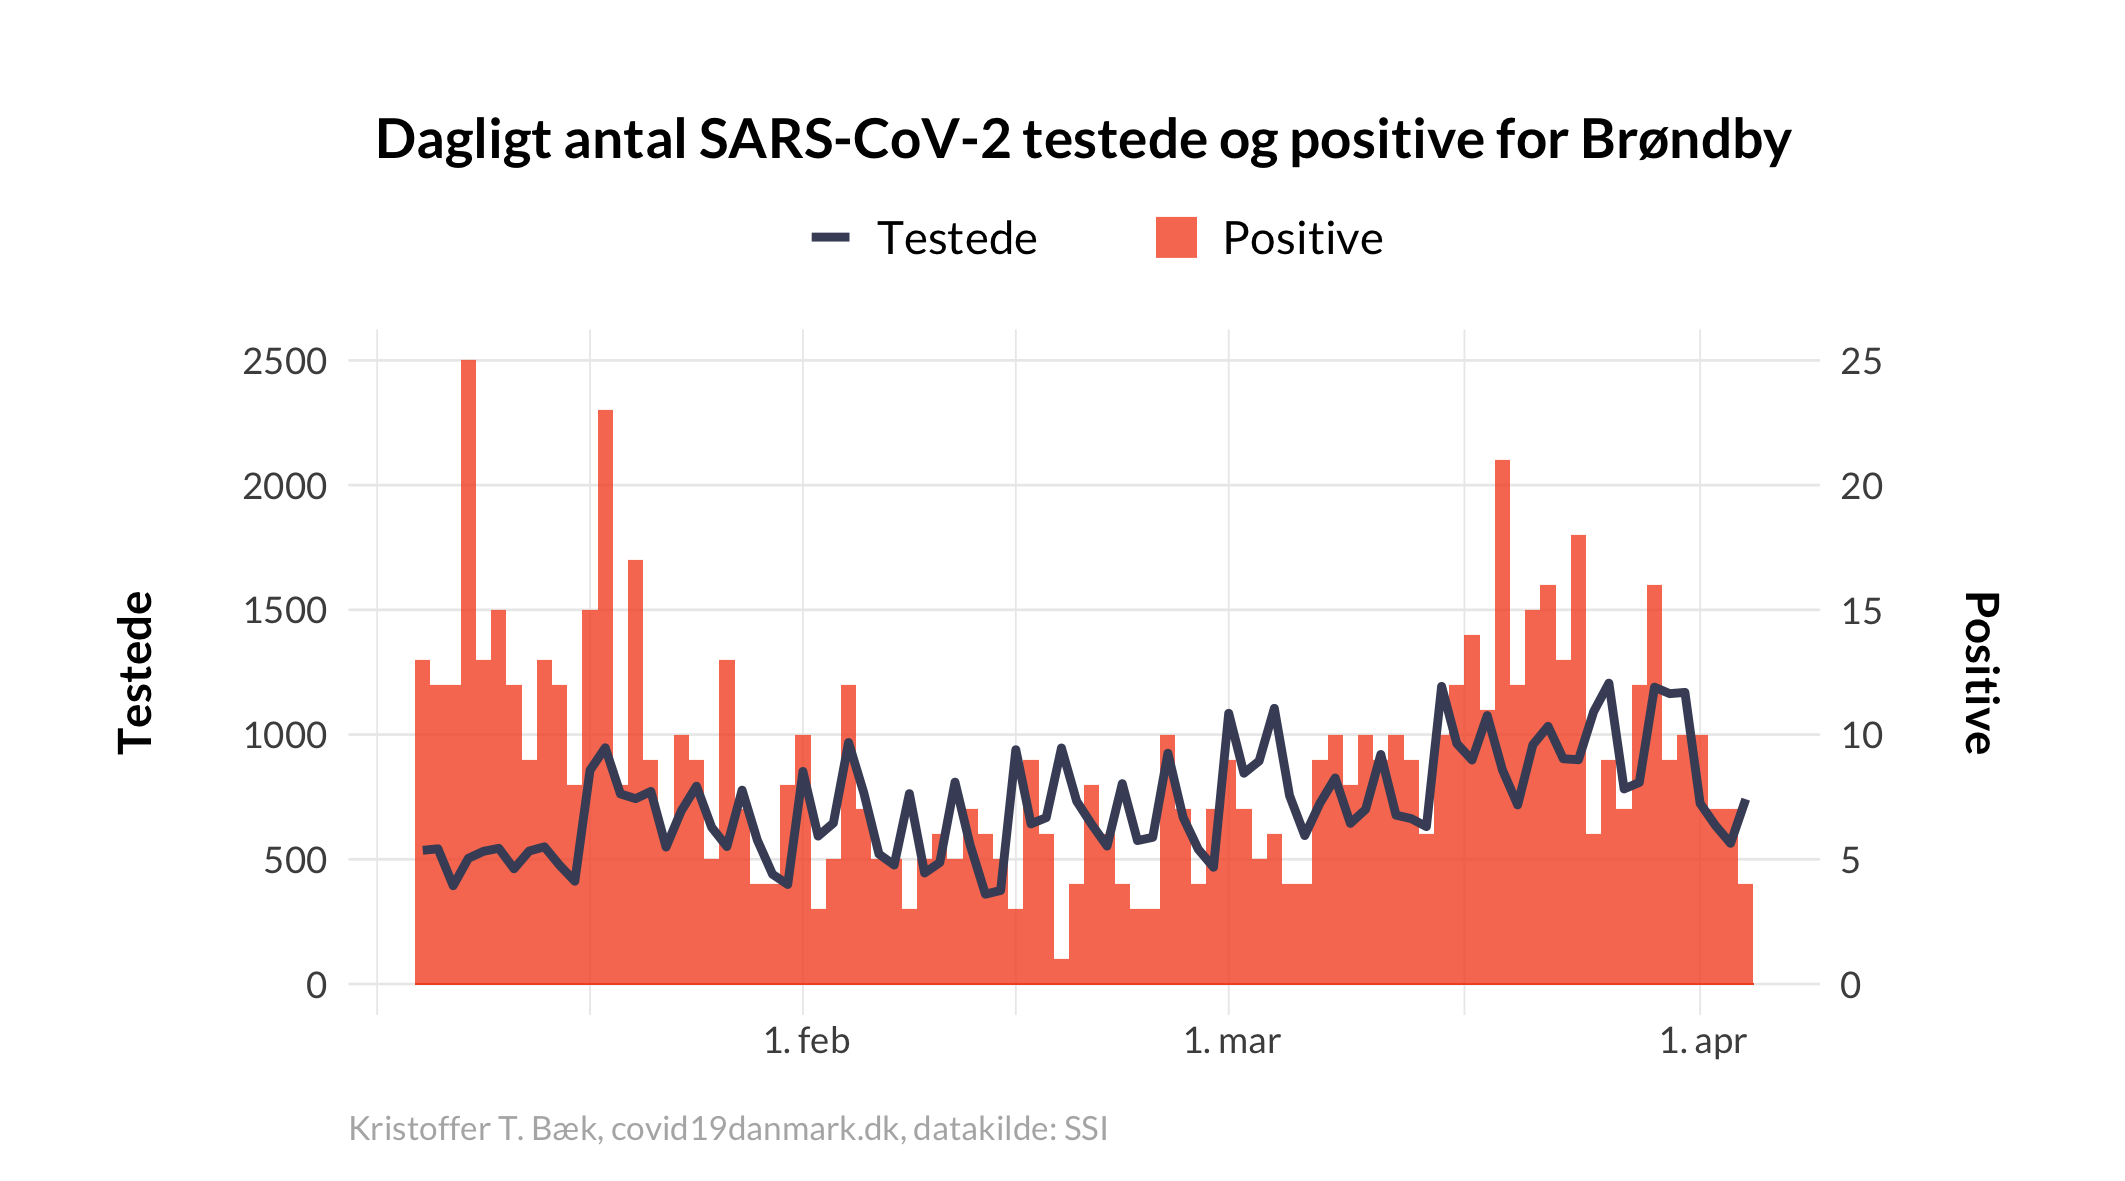 Dagligt antal SARS-CoV-2 testede og positive for Brøndby
Testede
Positive
2500
2000
1500
1000
500
0
Testede
25
20
15
10
5
0
Positive
1. feb
1. mar
1. apr
Kristoffer T. Bæk, covid19danmark.dk, datakilde: SSI